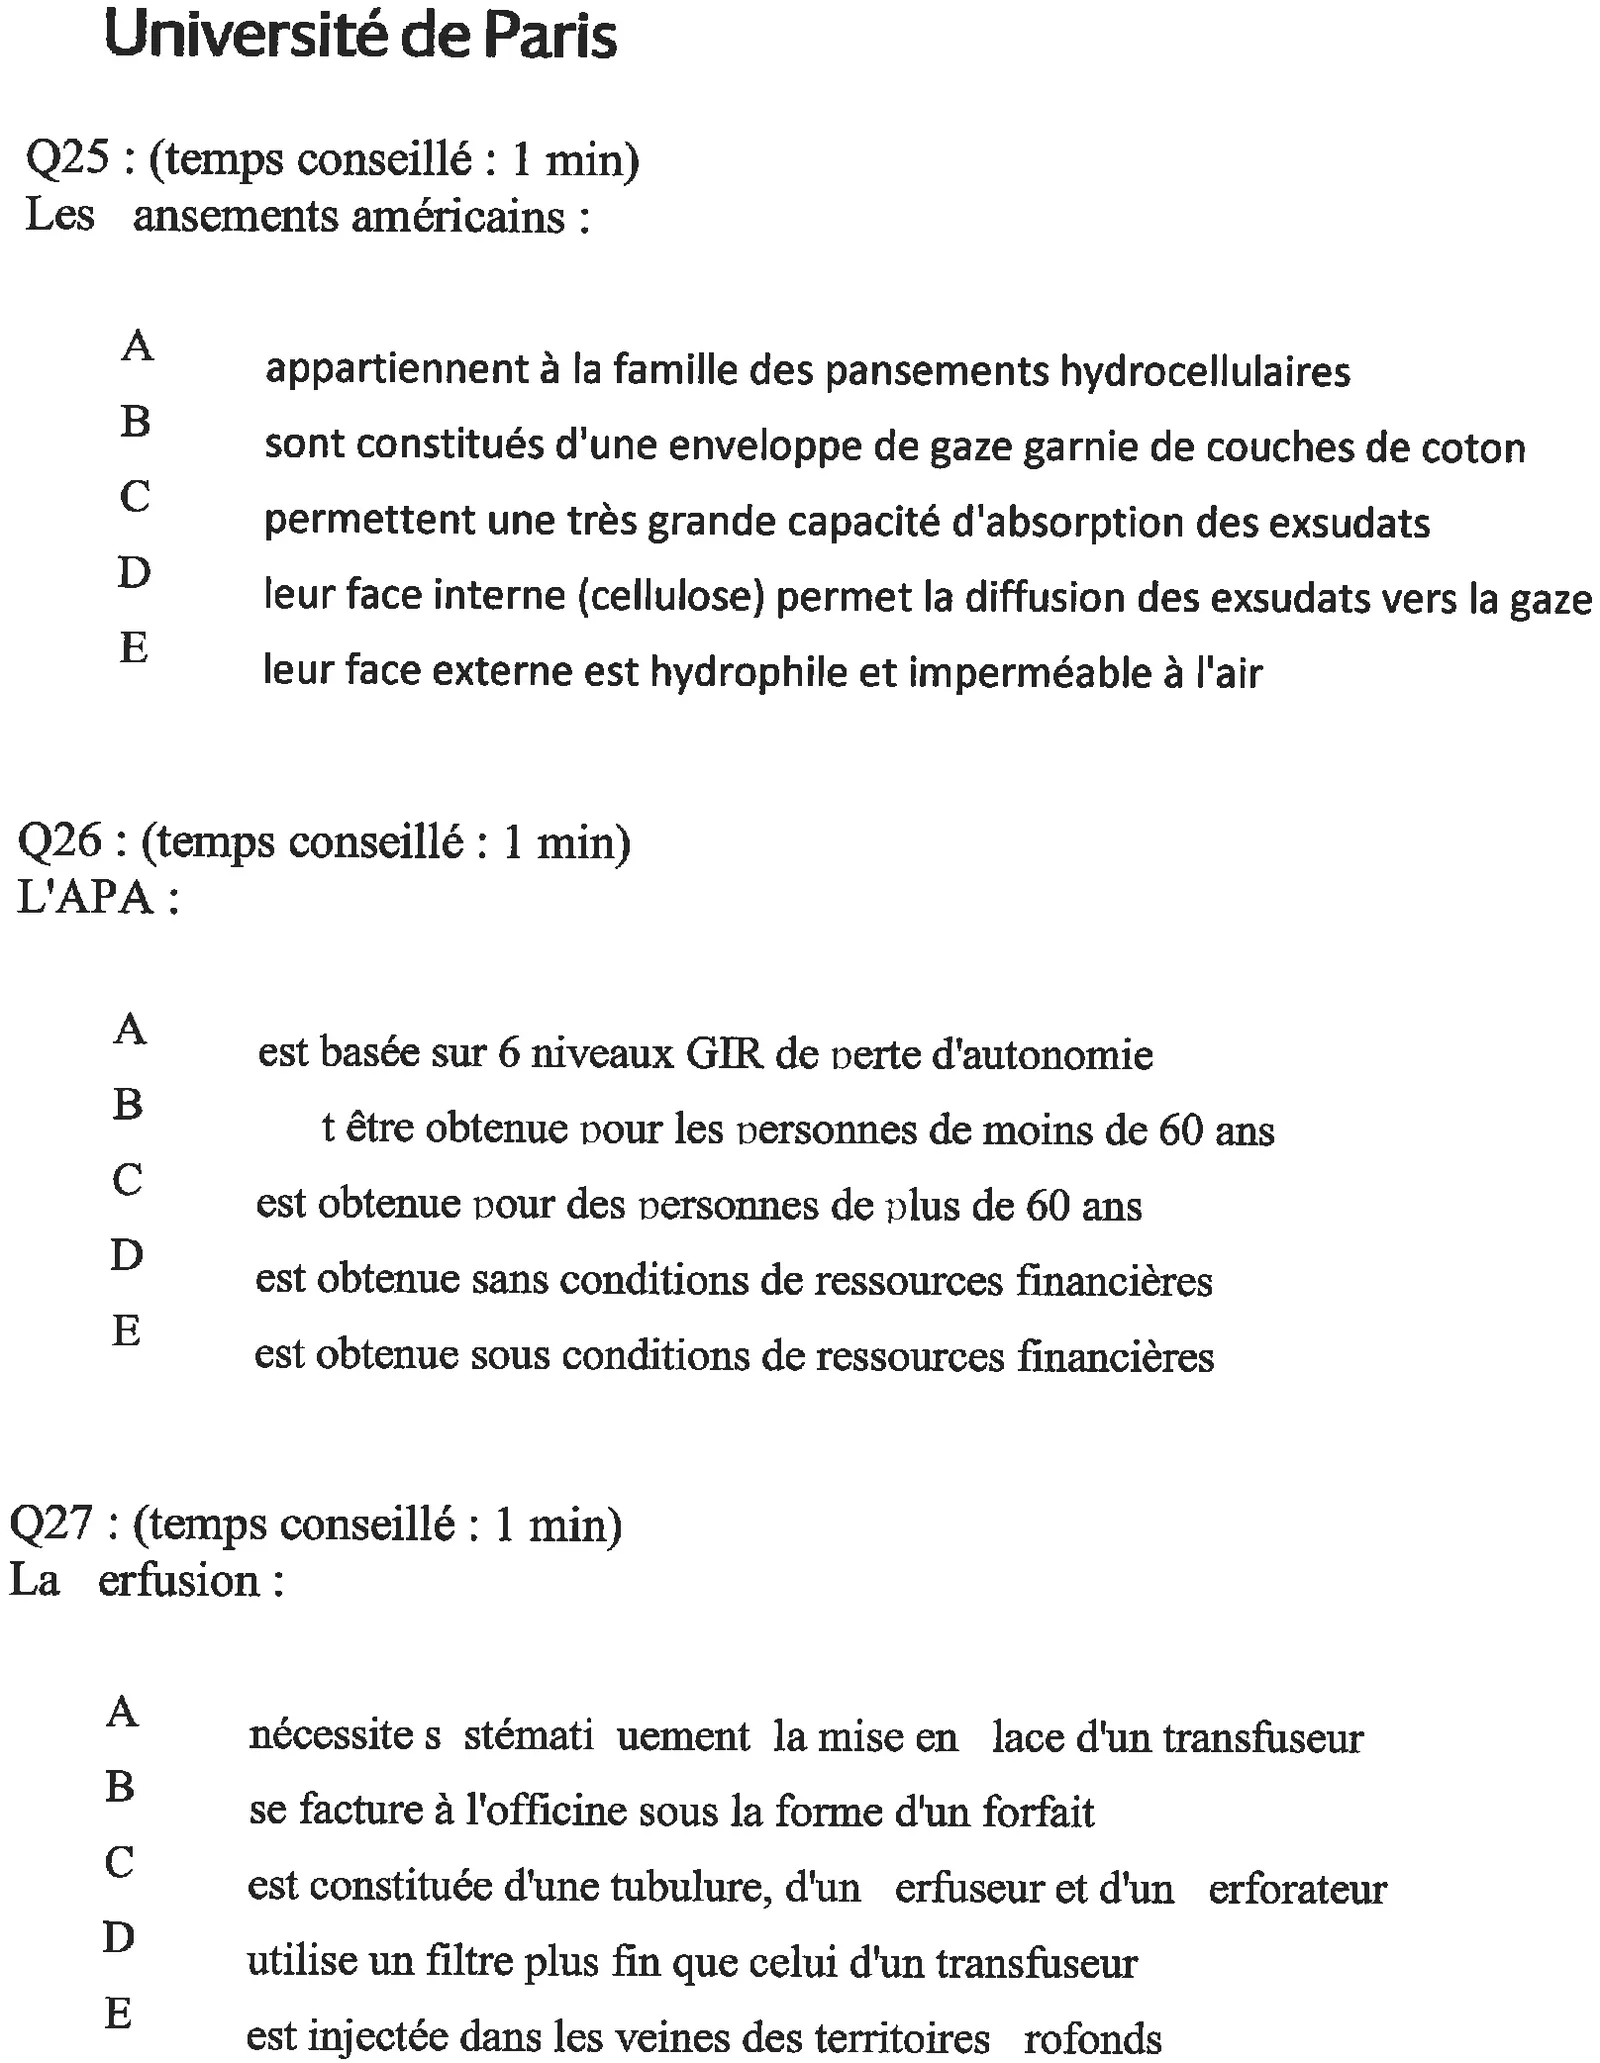 Université de Paris
Q25 : (temps conseillé : 1 min)
Les ansements américains :
A appartiennent à la famille des pansements hydrocellulaires
B sont constitués d'une enveloppe de gaze garnie de couches de coton
C permettent une très grande capacité d'absorption des exsudats
D leur face interne (cellulose) permet la diffusion des exsudats vers la gaze
E leur face externe est hydrophile et imperméable à l'air
Q26 : (temps conseillé : 1 min)
L'APA :
A est basée sur 6 niveaux GIR de perte d'autonomie
B t être obtenue pour les personnes de moins de 60 ans
C est obtenue pour des personnes de plus de 60 ans
D est obtenue sans conditions de ressources financières
E est obtenue sous conditions de ressources financières
Q27 : (temps conseillé : 1 min)
La erfusion :
A nécessite s stémati uement la mise en lace d'un transfuseur
B se facture à l'officine sous la forme d'un forfait
C est constituée d'une tubulure, d'un erfuseur et d'un erforateur
D utilise un filtre plus fin que celui d'un transfuseur
E est injectée dans les veines des territoires rofonds